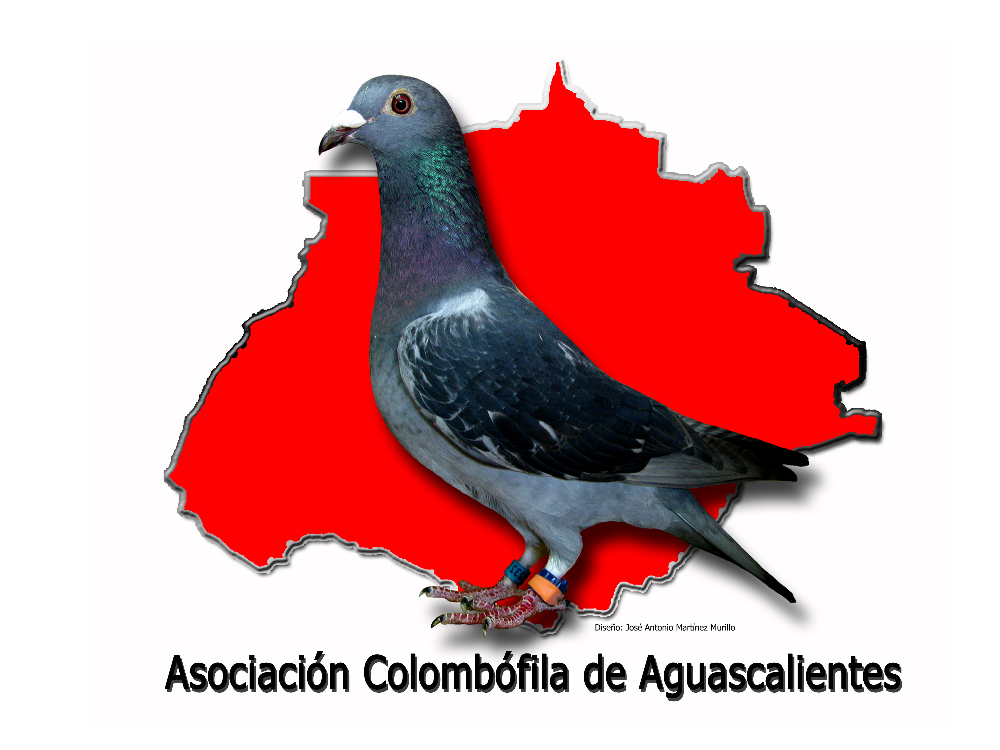 Diseño: José Antonio Martínez Murillo
Asociación Colombófila de Aguascalientes